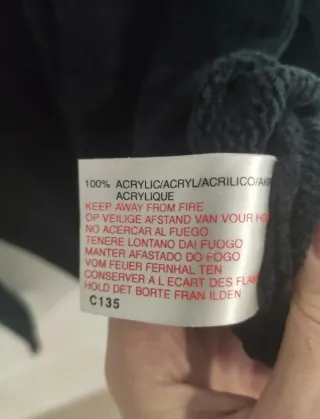 100% ACRYLIC/ACRYL/ACRILICO/
ACRYLIQUE
KEEP AWAY FROM FIRE
OP VEILIGE AFSTAND VAN VOUR
NO ACERCAR AL FUEGO
TENERE LONTANO DAI FUOGO
MANTER AFASTADO DO FOGO
VOM FEUER FERNHAL TEN
CONSERVER A L'ECART DES
HOLD DET BORTE FRAN ILDEN
C135